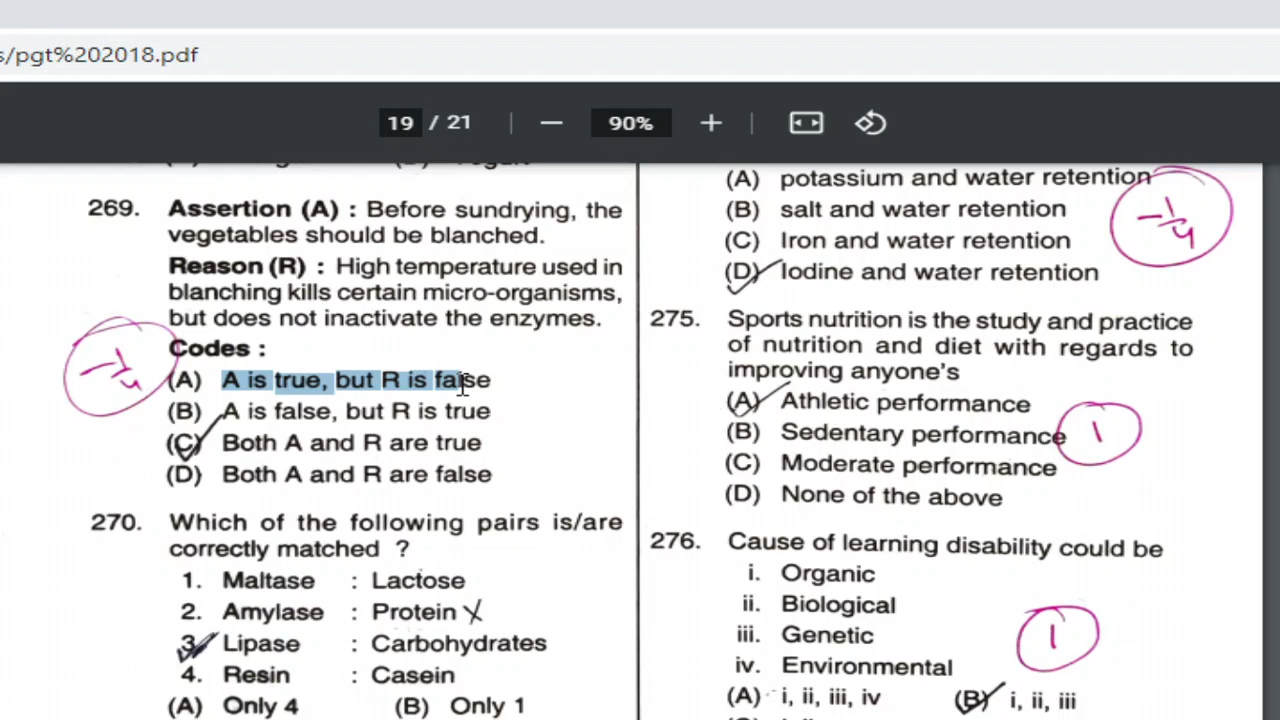 s/pgt%202018.pdf
19 / 21
90%
269. Assertion (A) : Before sundrying, the
vegetables should be blanched.
Reason (R) : High temperature used in
blanching kills certain micro-organisms,
but does not inactivate the enzymes.
Codes :
-1/4
(A) A is true, but R is false
(B) A is false, but R is true
(C) Both A and R are true
(D) Both A and R are false
270. Which of the following pairs is/are
correctly matched ?
1. Maltase : Lactose
2. Amylase : Protein X
3. Lipase : Carbohydrates
4. Resin : Casein
(A) Only 4 (B) Only 1
(A) potassium and water retention
(B) salt and water retention
-1/4
(C) Iron and water retention
(D) Iodine and water retention
275. Sports nutrition is the study and practice
of nutrition and diet with regards to
improving anyone's
(A) Athletic performance
(B) Sedentary performance
1
(C) Moderate performance
(D) None of the above
276. Cause of learning disability could be
i. Organic
ii. Biological
iii. Genetic
1
iv. Environmental
(A) i, ii, iii, iv (B) i, ii, iii